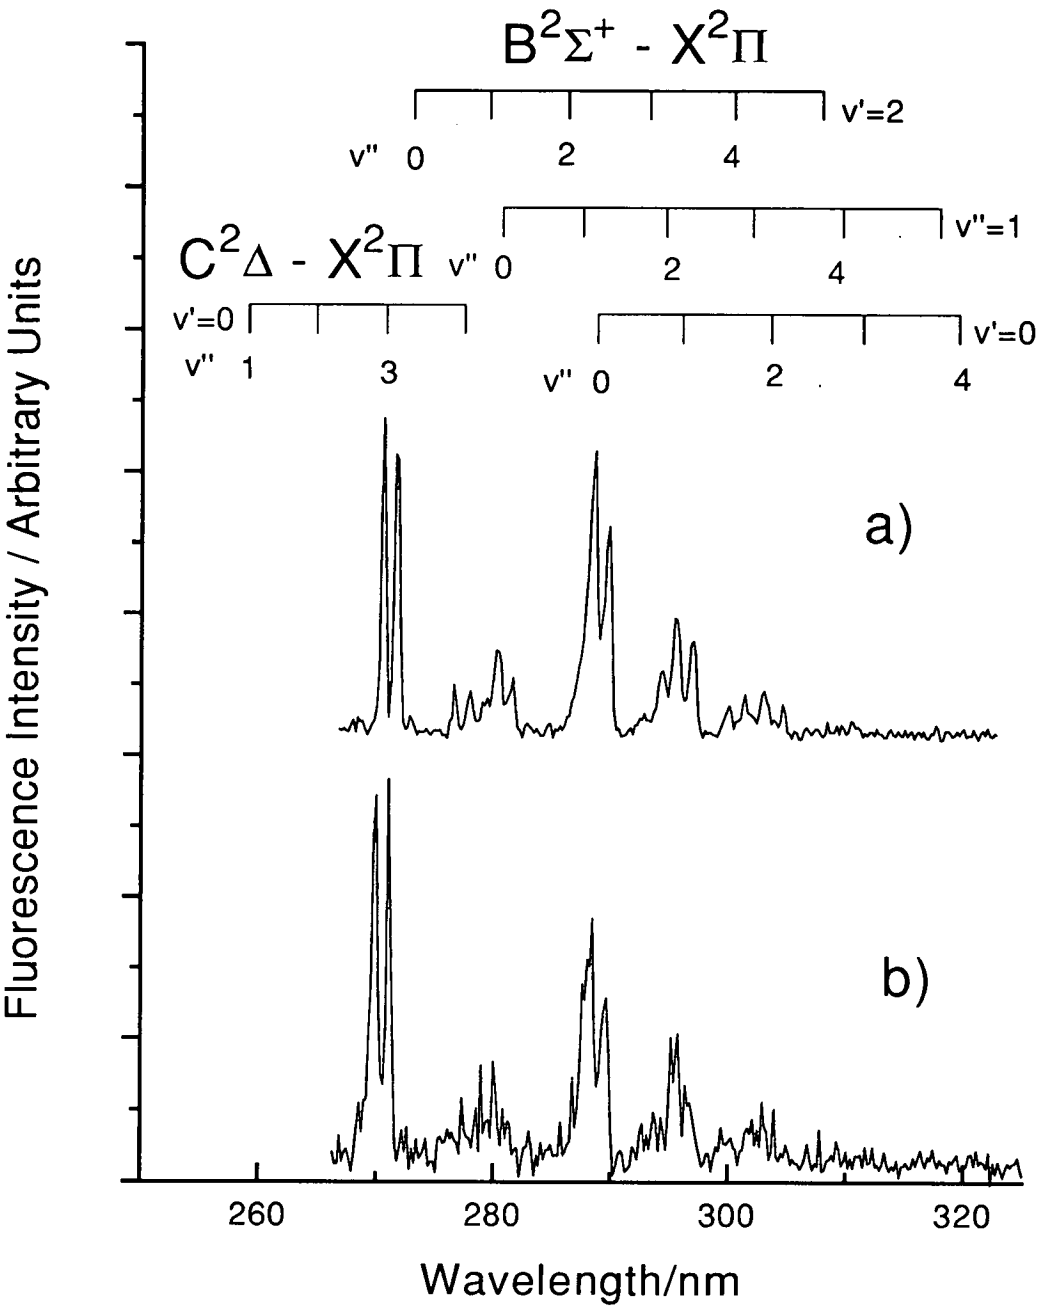 B²Σ⁺ - X²Π
v'=2
v" 0 2 4
v"=1
C²Δ - X²Π v" 0 2 4
v'=0 v'=0
v" 1 3 v" 0 2 4
a)
b)
Fluorescence Intensity / Arbitrary Units
260 280 300 320
Wavelength/nm